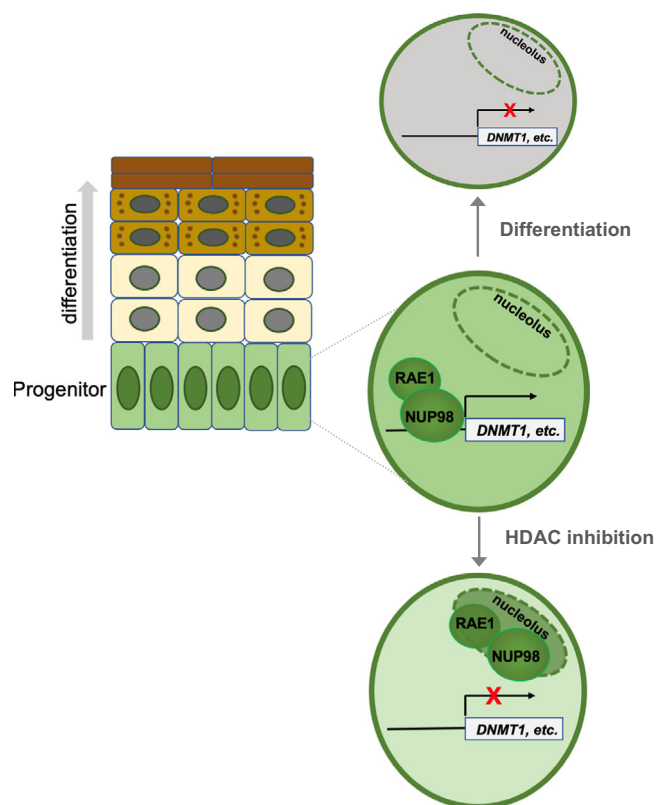 nucleolus
X
DNMT1, etc.
Differentiation
differentiation
Progenitor
nucleolus
RAE1
NUP98
DNMT1, etc.
HDAC inhibition
nucleolus
RAE1
NUP98
X
DNMT1, etc.